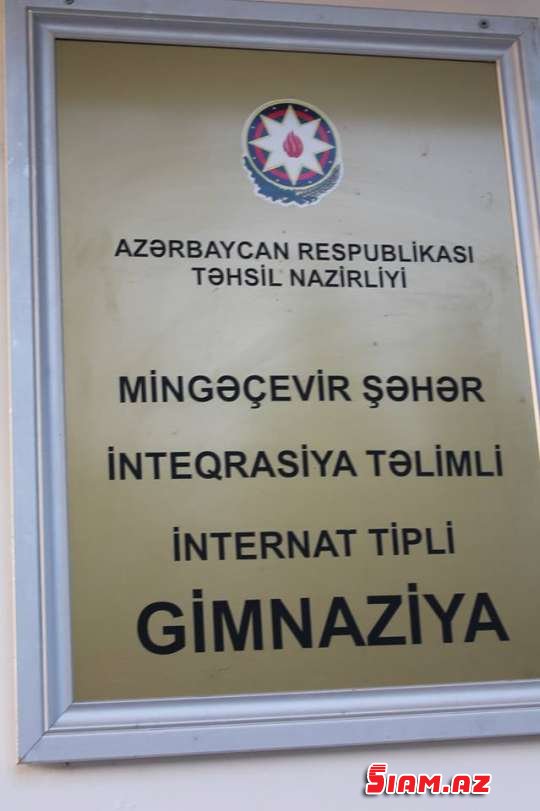 AZƏRBAYCAN RESPUBLİKASI
TƏHSİL NAZİRLİYİ
MİNGƏÇEVİR ŞƏHƏR
İNTEQRASİYA TƏLİMLİ
İNTERNAT TİPLİ
GİMNAZİYA
SIAM.AZ